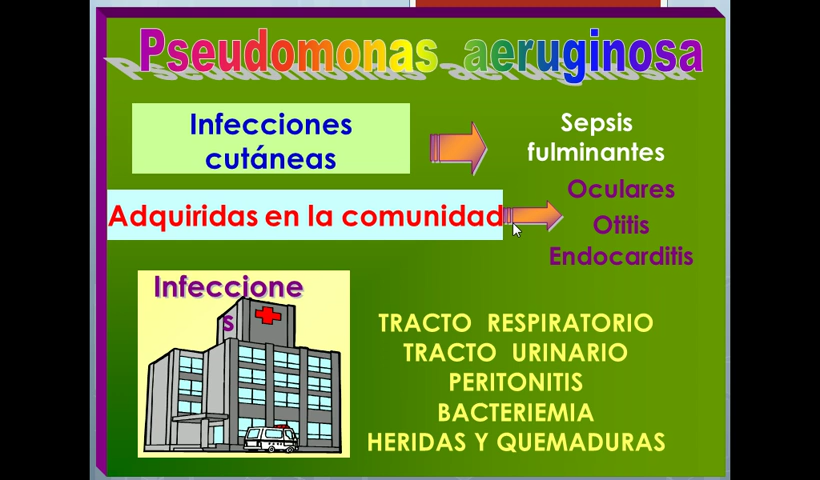 Pseudomonas aeruginosa
Infecciones
cutáneas
Sepsis
fulminantes
Adquiridas en la comunidad
Oculares
Otitis
Endocarditis
Infeccione
s
TRACTO RESPIRATORIO
TRACTO URINARIO
PERITONITIS
BACTERIEMIA
HERIDAS Y QUEMADURAS